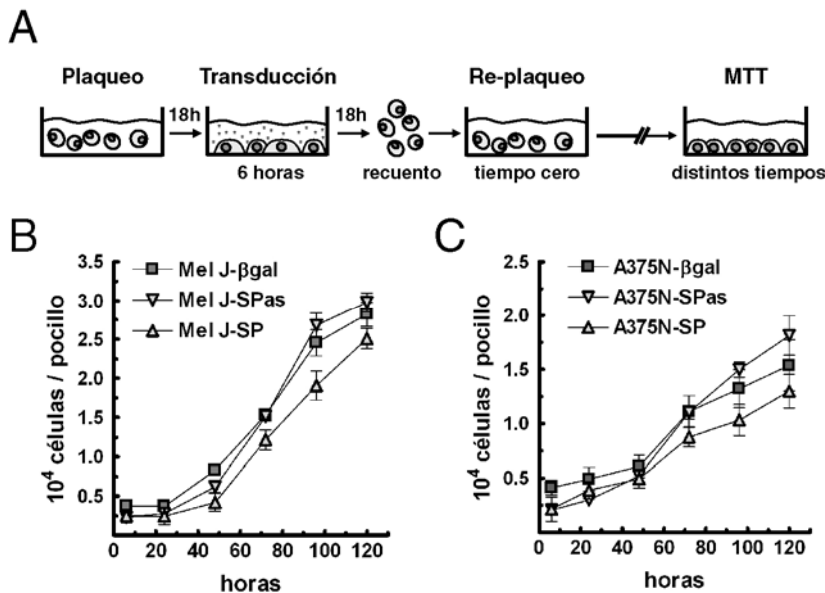 A
Plaqueo
Transducción
Re-plaqueo
MTT
18h
18h
6 horas
recuento
tiempo cero
distintos tiempos
B
Mel J-βgal
Mel J-SPas
Mel J-SP
10⁴ células / pocillo
3.5
3.0
2.5
2.0
1.5
1.0
0.5
0 20 40 60 80 100 120
horas
C
A375N-βgal
A375N-SPas
A375N-SP
10⁴ células / pocillo
2.5
2.0
1.5
1.0
0.5
0 20 40 60 80 100 120
horas